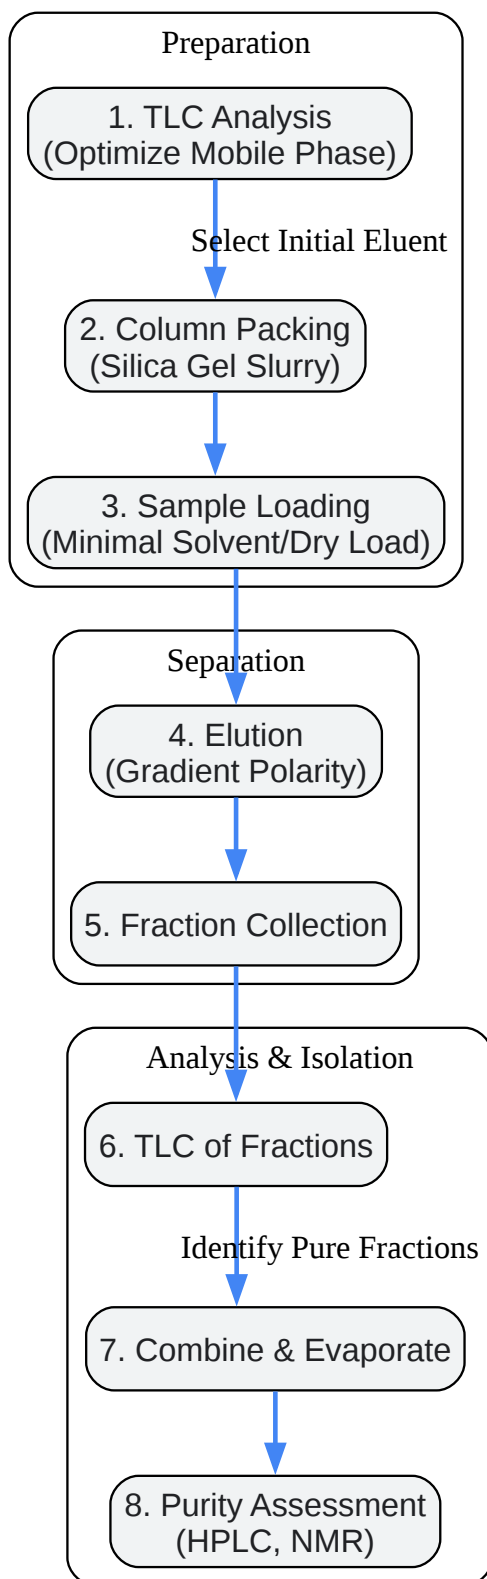 Preparation
1. TLC Analysis
(Optimize Mobile Phase)
Select Initial Eluent
2. Column Packing
(Silica Gel Slurry)
3. Sample Loading
(Minimal Solvent/Dry Load)
Separation
4. Elution
(Gradient Polarity)
5. Fraction Collection
Analysis & Isolation
6. TLC of Fractions
Identify Pure Fractions
7. Combine & Evaporate
8. Purity Assessment
(HPLC, NMR)